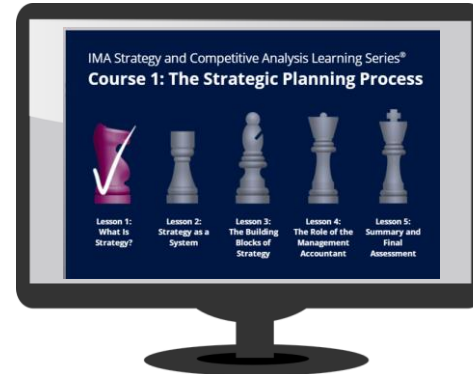 IMA Strategy and Competitive Analysis Learning Series®
Course 1: The Strategic Planning Process
Lesson 1:
What Is
Strategy?
Lesson 2:
Strategy as a
System
Lesson 3:
The Building
Blocks of
Strategy
Lesson 4:
The Role of the
Management
Accountant
Lesson 5:
Summary and
Final
Assessment